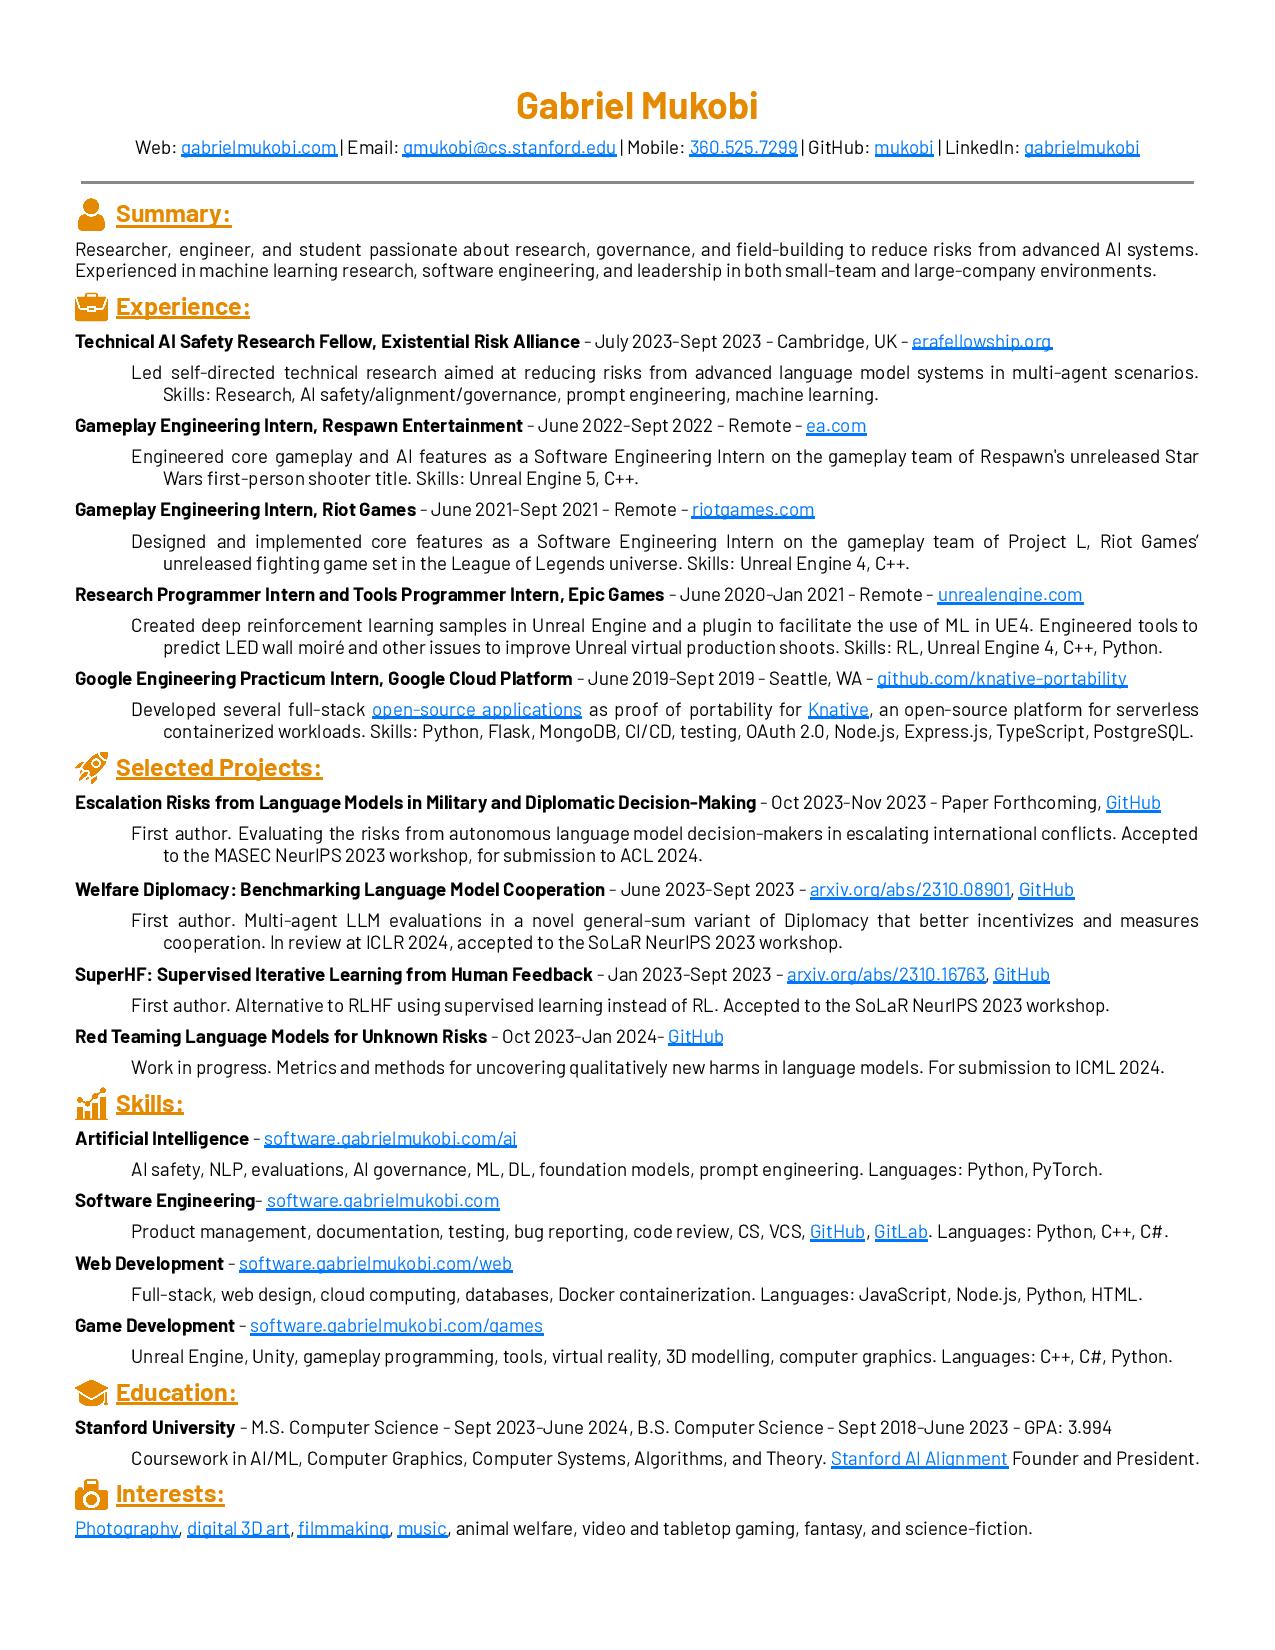 Gabriel Mukobi
Web: gabrielmukobi.com | Email: gmukobi@cs.stanford.edu | Mobile: 360.525.7299 | GitHub: mukobi | LinkedIn: gabrielmukobi
Summary:
Researcher, engineer, and student passionate about research, governance, and field-building to reduce risks from advanced AI systems.
Experienced in machine learning research, software engineering, and leadership in both small-team and large-company environments.
Experience:
Technical AI Safety Research Fellow, Existential Risk Alliance - July 2023-Sept 2023 - Cambridge, UK - erafellowship.org
Led self-directed technical research aimed at reducing risks from advanced language model systems in multi-agent scenarios.
Skills: Research, AI safety/alignment/governance, prompt engineering, machine learning.
Gameplay Engineering Intern, Respawn Entertainment - June 2022-Sept 2022 - Remote - ea.com
Engineered core gameplay and AI features as a Software Engineering Intern on the gameplay team of Respawn's unreleased Star
Wars first-person shooter title. Skills: Unreal Engine 5, C++.
Gameplay Engineering Intern, Riot Games - June 2021-Sept 2021 - Remote - riotgames.com
Designed and implemented core features as a Software Engineering Intern on the gameplay team of Project L, Riot Games’
unreleased fighting game set in the League of Legends universe. Skills: Unreal Engine 4, C++.
Research Programmer Intern and Tools Programmer Intern, Epic Games - June 2020-Jan 2021 - Remote - unrealengine.com
Created deep reinforcement learning samples in Unreal Engine and a plugin to facilitate the use of ML in UE4. Engineered tools to
predict LED wall moiré and other issues to improve Unreal virtual production shoots. Skills: RL, Unreal Engine 4, C++, Python.
Google Engineering Practicum Intern, Google Cloud Platform - June 2019-Sept 2019 - Seattle, WA - github.com/knative-portability
Developed several full-stack open-source applications as proof of portability for Knative, an open-source platform for serverless
containerized workloads. Skills: Python, Flask, MongoDB, CI/CD, testing, OAuth 2.0, Node.js, Express.js, TypeScript, PostgreSQL.
Selected Projects:
Escalation Risks from Language Models in Military and Diplomatic Decision-Making - Oct 2023-Nov 2023 - Paper Forthcoming, GitHub
First author. Evaluating the risks from autonomous language model decision-makers in escalating international conflicts. Accepted
to the MASEC NeurIPS 2023 workshop, for submission to ACL 2024.
Welfare Diplomacy: Benchmarking Language Model Cooperation - June 2023-Sept 2023 - arxiv.org/abs/2310.08901, GitHub
First author. Multi-agent LLM evaluations in a novel general-sum variant of Diplomacy that better incentivizes and measures
cooperation. In review at ICLR 2024, accepted to the SoLaR NeurIPS 2023 workshop.
SuperHF: Supervised Iterative Learning from Human Feedback - Jan 2023-Sept 2023 - arxiv.org/abs/2310.16763, GitHub
First author. Alternative to RLHF using supervised learning instead of RL. Accepted to the SoLaR NeurIPS 2023 workshop.
Red Teaming Language Models for Unknown Risks - Oct 2023-Jan 2024- GitHub
Work in progress. Metrics and methods for uncovering qualitatively new harms in language models. For submission to ICML 2024.
Skills:
Artificial Intelligence - software.gabrielmukobi.com/ai
AI safety, NLP, evaluations, AI governance, ML, DL, foundation models, prompt engineering. Languages: Python, PyTorch.
Software Engineering- software.gabrielmukobi.com
Product management, documentation, testing, bug reporting, code review, CS, VCS, GitHub, GitLab. Languages: Python, C++, C#.
Web Development - software.gabrielmukobi.com/web
Full-stack, web design, cloud computing, databases, Docker containerization. Languages: JavaScript, Node.js, Python, HTML.
Game Development - software.gabrielmukobi.com/games
Unreal Engine, Unity, gameplay programming, tools, virtual reality, 3D modelling, computer graphics. Languages: C++, C#, Python.
Education:
Stanford University - M.S. Computer Science - Sept 2023-June 2024, B.S. Computer Science - Sept 2018-June 2023 - GPA: 3.994
Coursework in AI/ML, Computer Graphics, Computer Systems, Algorithms, and Theory. Stanford AI Alignment Founder and President.
Interests:
Photography, digital 3D art, filmmaking, music, animal welfare, video and tabletop gaming, fantasy, and science-fiction.